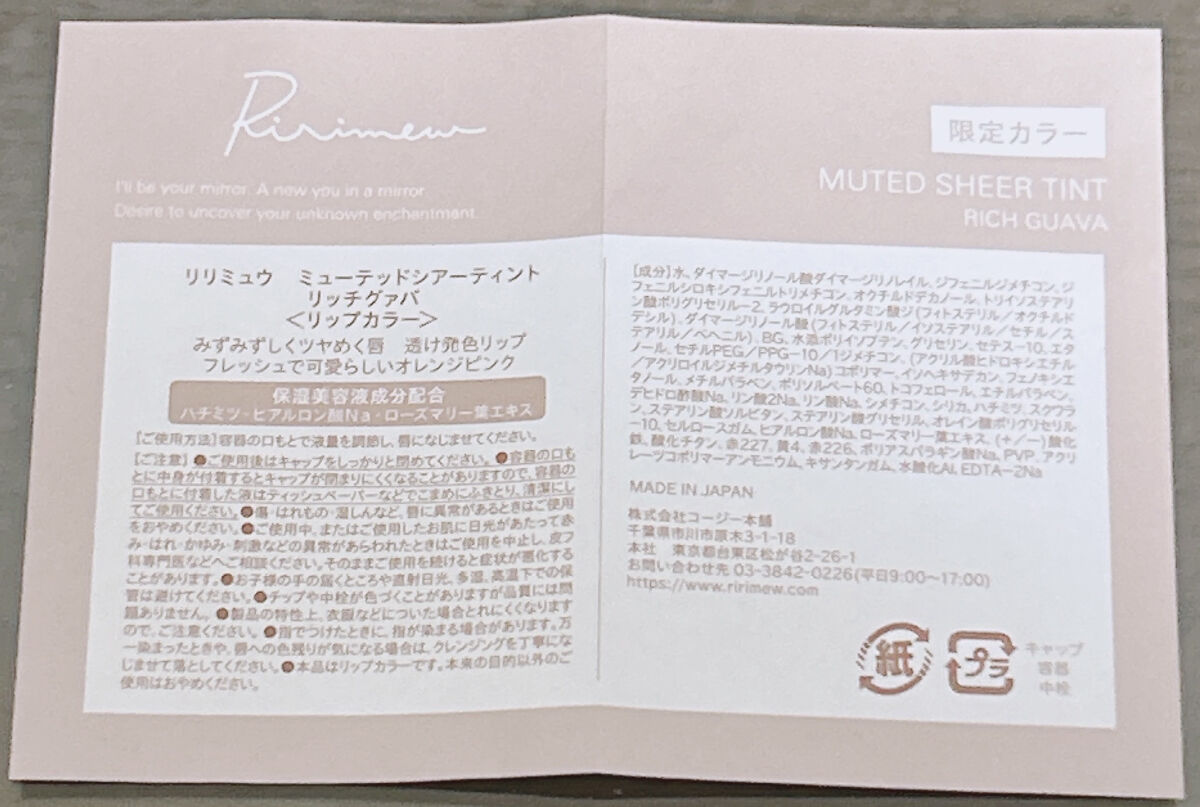 Ririmew
I'll be your mirror. A new you in a mirror.
Desire to uncover your unknown enchantment.
リリミュウ　ミューテッドシアーティント
リッチグァバ
＜リップカラー＞
みずみずしくツヤめく唇　透け発色リップ
フレッシュで可愛らしいオレンジピンク
保湿美容液成分配合
ハチミツ・ヒアルロン酸Na・ローズマリー葉エキス
【ご使用方法】容器の口もとで液量を調節し、唇になじませてください。
【ご注意】●ご使用後はキャップをしっかりと閉めてください。●容器の口も
とに中身が付着するとキャップが閉まりにくくなることがありますので、容器の
口もとに付着した液はティッシュペーパーなどでこまめにふきとり、清潔にし
てご使用ください。●傷・はれもの・湿しんなど、唇に異常があるときはご使用
をおやめください。●ご使用中、またはご使用したお肌に日光があたって赤
み・はれ・かゆみ・刺激などの異常があらわれたときはご使用を中止し、皮フ
科専門医などへご相談ください。そのままご使用を続けると症状が悪化する
ことがあります。●お子様の手の届くところや直射日光、多湿、高温下での保
管は避けてください。●チップや中栓が色づくことがありますが品質には問
題ありません。●製品の特性上、衣服などについた場合とれにくくなります
ので、ご注意ください。●指でつけたときに、指が染まる場合があります。万
一染まったときや、唇への色残りが気になる場合は、クレンジングを丁寧にな
じませて落としてください。●本品はリップカラーです。本来の目的以外のご
使用はおやめください。
限定カラー
MUTED SHEER TINT
RICH GUAVA
【成分】水、ダイマージリノール酸ダイマージリノレイル、ジフェニルジメチコン、ジ
フェニルシロキシフェニルトリメチコン、オクチルドデカノール、トリイソステアリ
ン酸ポリグリセリル-2、ラウロイルグルタミン酸ジ（フィトステリル／オクチルド
デシル）、ダイマージリノール酸（フィトステリル／イソステアリル／セチル／ス
テアリル／ベヘニル）、BG、水添ポリイソブテン、グリセリン、セテス-10、エタ
ノール、セチルPEG／PPG-10／1ジメチコン、（アクリル酸ヒドロキシエチル
／アクリロイルジメチルタウリンNa）コポリマー、イソヘキサデカン、フェノキシエ
タノール、メチルパラベン、ポリソルベート60、トコフェロール、エチルパラベン、
デヒドロ酢酸Na、リン酸2Na、リン酸Na、シメチコン、シリカ、ハチミツ、スクワラ
ン、ステアリン酸ソルビタン、ステアリン酸グリセリル、オレイン酸ポリグリセリル
-10、セルロースガム、ヒアルロン酸Na、ローズマリー葉エキス、（＋／－）酸化
鉄、酸化チタン、赤227、黄4、赤226、ポリアスパラギン酸Na、PVP、アクリ
レーツコポリマーアンモニウム、キサンタンガム、水酸化Al、EDTA-2Na
MADE IN JAPAN
株式会社コージー本舗
千葉県市川市原木3-1-18
本社　東京都台東区松が谷2-26-1
お問い合わせ先 03-3842-0226(平日9:00～17:00)
https://www.ririmew.com
紙
プラ
キャップ
容器
中栓